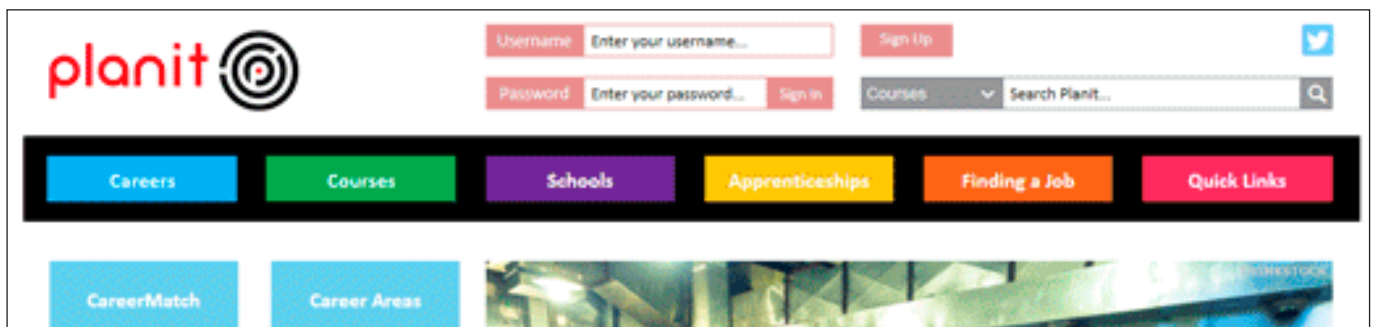 planit
Username Enter your username...
Sign Up
Password Enter your password... Sign in
Courses Search Planit...
Careers Courses Schools Apprenticeships Finding a Job Quick Links
CareerMatch Career Areas